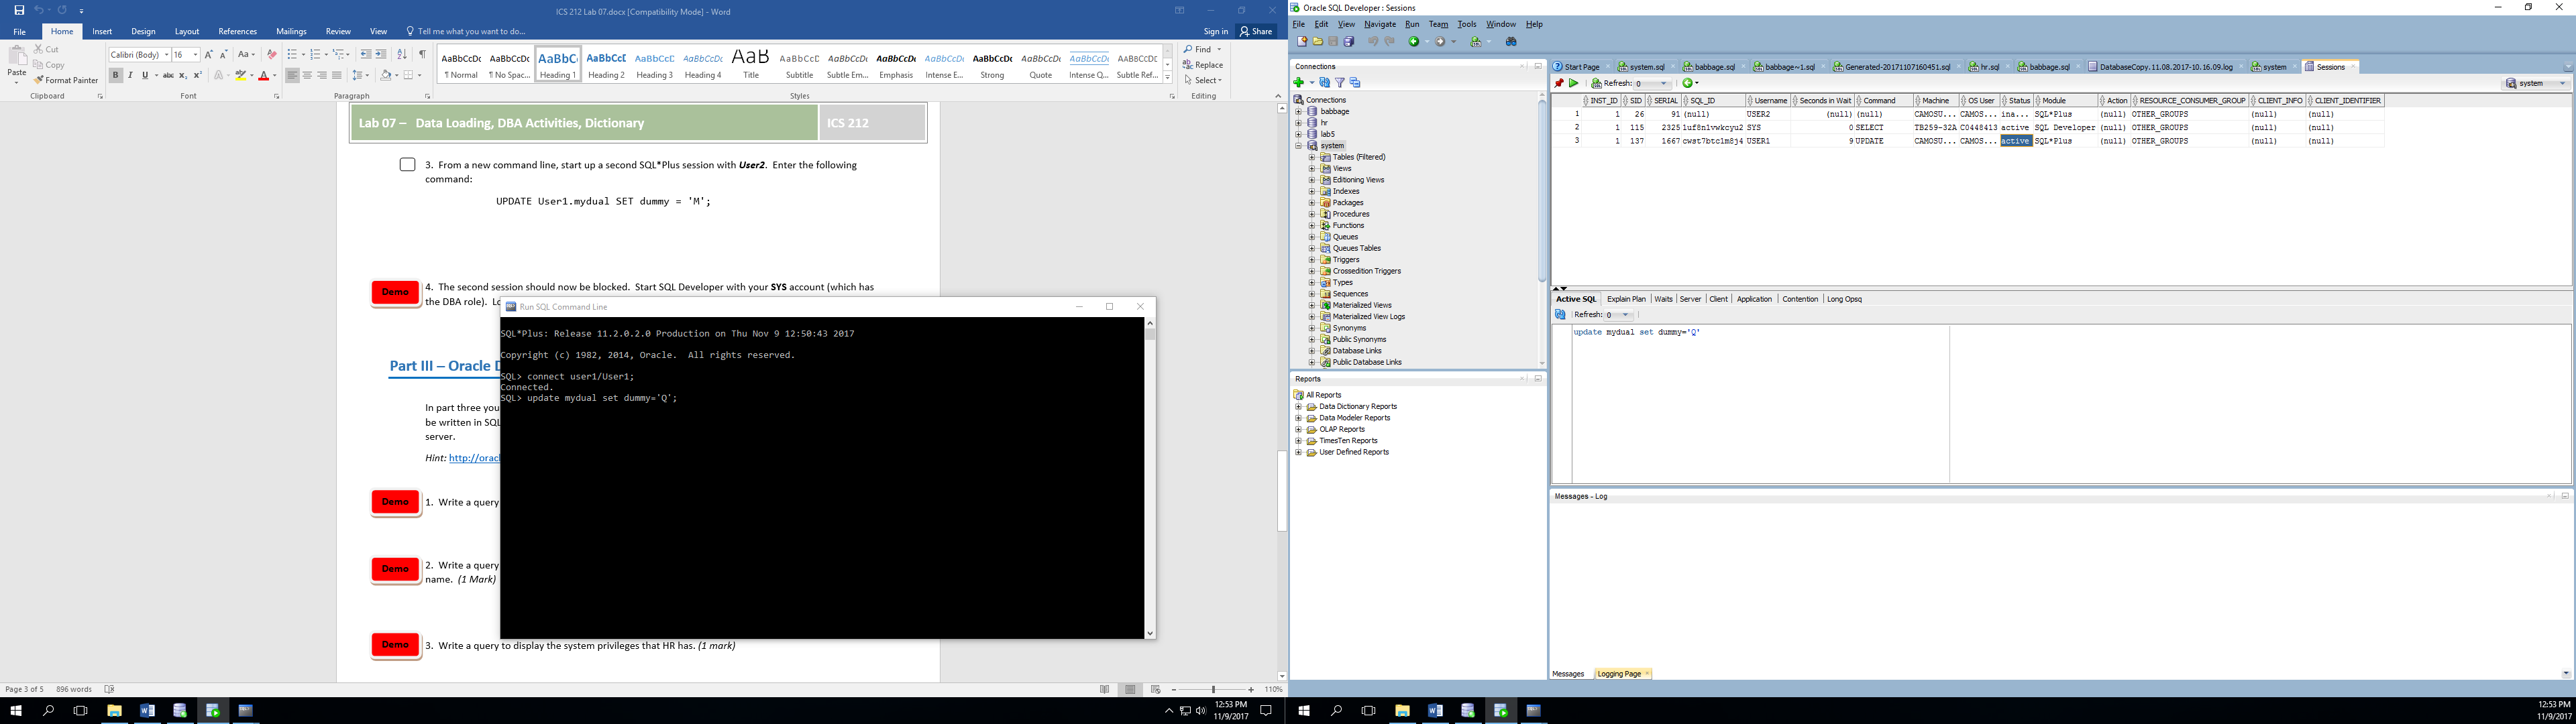 ICS 212 Lab 07.docx [Compatibility Mode] - Word
File Home Insert Design Layout References Mailings Review View Tell me what you want to do...
Sign in Share
Paste
Cut
Copy
Format Painter
Clipboard
Calibri (Body) 16
Font
Paragraph
AaBbCcDc AaBbCcDc AaBbC AaBbCcE AaBbCcD AaBbCcDc AaB AaBbCcD AaBbCcDc AaBbCcDc AaBbCcDc AaBbCcDc AaBbCcDc AaBbCcDc AABBCCDC
¶ Normal ¶ No Spac... Heading 1 Heading 2 Heading 3 Heading 4 Title Subtitle Subtle Em... Emphasis Intense E... Strong Quote Intense Q... Subtle Ref...
Styles
Find
Replace
Select
Editing
Lab 07 – Data Loading, DBA Activities, Dictionary
ICS 212
3. From a new command line, start up a second SQL*Plus session with User2. Enter the following
command:
UPDATE User1.mydual SET dummy = 'M';
Demo
4. The second session should now be blocked. Start SQL Developer with your SYS account (which has
the DBA role). Lo
Part III – Oracle D
In part three you
be written in SQL
server.
Hint: http://oracl
Demo
1. Write a query
Demo
2. Write a query
name. (1 Mark)
Demo
3. Write a query to display the system privileges that HR has. (1 mark)
Run SQL Command Line
SQL*Plus: Release 11.2.0.2.0 Production on Thu Nov 9 12:50:43 2017
Copyright (c) 1982, 2014, Oracle. All rights reserved.
SQL> connect user1/User1;
Connected.
SQL> update mydual set dummy='Q';
Page 3 of 5 896 words
110%
12:53 PM
11/9/2017
Oracle SQL Developer : Sessions
File Edit View Navigate Run Team Tools Window Help
Connections
Connections
babbage
hr
lab5
system
Tables (Filtered)
Views
Editioning Views
Indexes
Packages
Procedures
Functions
Queues
Queues Tables
Triggers
Crossedition Triggers
Types
Sequences
Materialized Views
Materialized View Logs
Synonyms
Public Synonyms
Database Links
Public Database Links
Reports
All Reports
Data Dictionary Reports
Data Modeler Reports
OLAP Reports
TimesTen Reports
User Defined Reports
Start Page system.sql babbage.sql babbage~1.sql Generated-20171107160451.sql hr.sql babbage.sql DatabaseCopy.11.08.2017-10.16.09.log system Sessions
Refresh: 0
system
INST_ID SID SERIAL SQL_ID Username Seconds in Wait Command Machine OS User Status Module Action RESOURCE_CONSUMER_GROUP CLIENT_INFO CLIENT_IDENTIFIER
1 1 26 91 (null) USER2 (null) (null) CAMOSU... CAMOS... ina... SQL*Plus (null) OTHER_GROUPS (null) (null)
2 1 115 2325 1uf8n1vwkcyu2 SYS 0 SELECT TB259-32A C0448413 active SQL Developer (null) OTHER_GROUPS (null) (null)
3 1 137 1667 cwst7btc1m8j4 USER1 9 UPDATE CAMOSU... CAMOS... active SQL*Plus (null) OTHER_GROUPS (null) (null)
Active SQL Explain Plan Waits Server Client Application Contention Long Opsq
Refresh: 0
update mydual set dummy='Q'
Messages - Log
Messages Logging Page
12:53 PM
11/9/2017